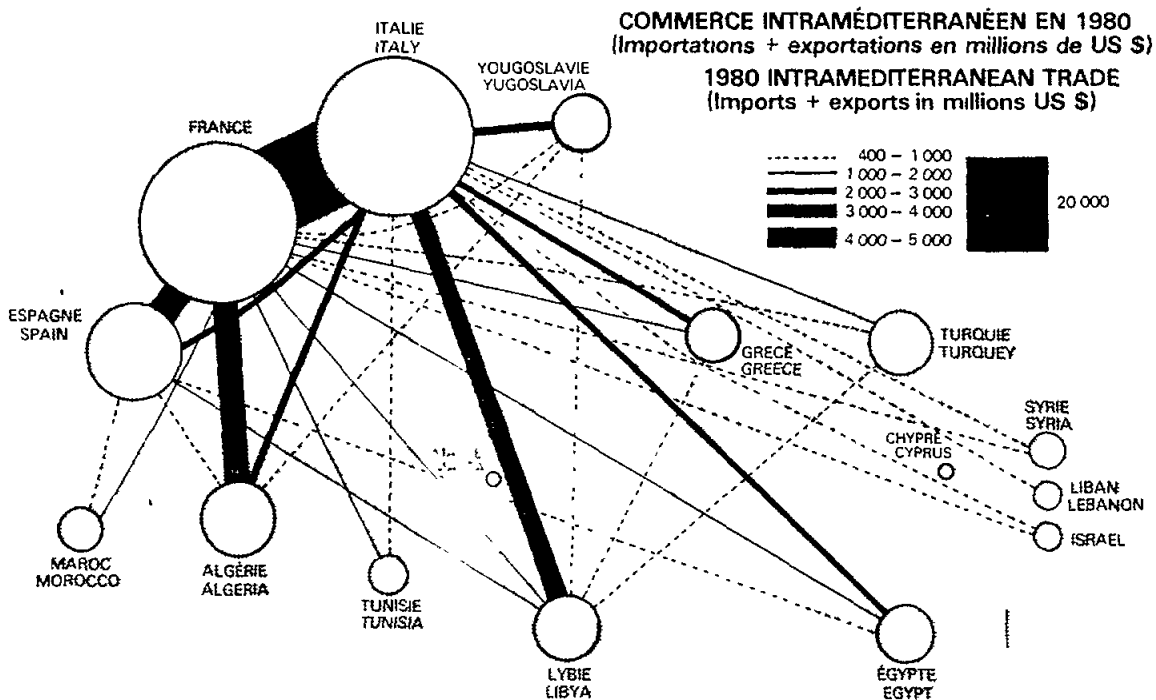 COMMERCE INTRAMÉDITERRANÉEN EN 1980
(Importations + exportations en millions de US $)
1980 INTRAMEDITERRANEAN TRADE
(Imports + exports in millions US $)
400 – 1 000
1 000 – 2 000
2 000 – 3 000
3 000 – 4 000
4 000 – 5 000
20 000
ITALIE
ITALY
YOUGOSLAVIE
YUGOSLAVIA
FRANCE
ESPAGNE
SPAIN
GRECE
GREECE
TURQUIE
TURQUEY
SYRIE
SYRIA
CHYPRE
CYPRUS
LIBAN
LEBANON
ISRAEL
MAROC
MOROCCO
ALGÉRIE
ALGERIA
TUNISIE
TUNISIA
LYBIE
LIBYA
ÉGYPTE
EGYPT